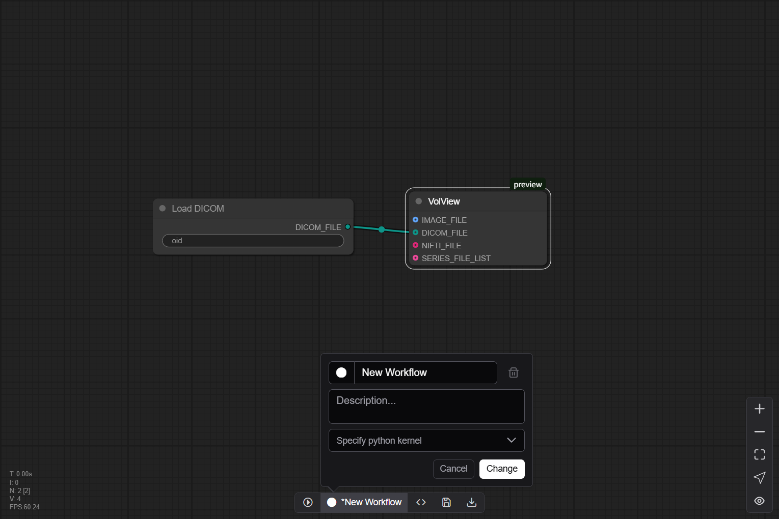 preview
Load DICOM
VolView
IMAGE_FILE
DICOM_FILE
DICOM_FILE
oid
NIFTI_FILE
SERIES_FILE_LIST
New Workflow
Description...
Specify python kernel
Cancel
Change
T: 0.00s
I: 0
N: 2 [2]
V: 4
FPS:60.24
*New Workflow